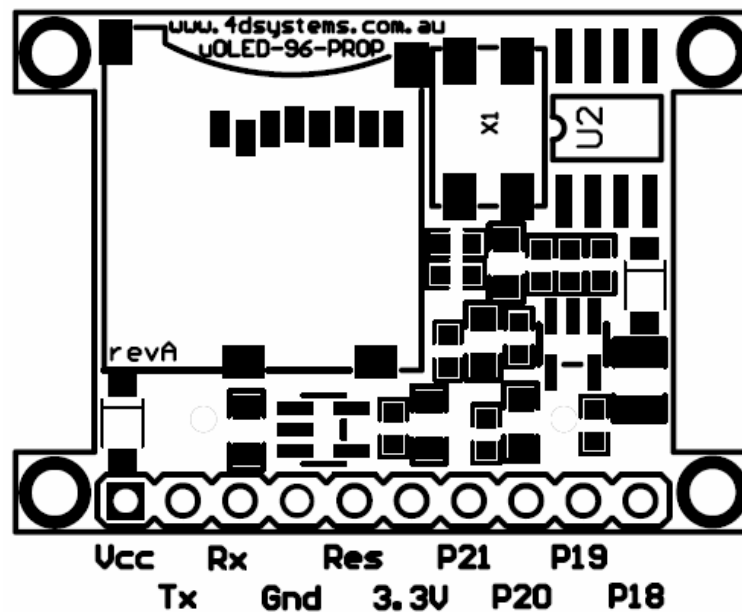 www.4dsystems.com.au
uOLED-96-PROP
X1
U2
revA
Vcc Rx Res P21 P19
Tx Gnd 3.3V P20 P18